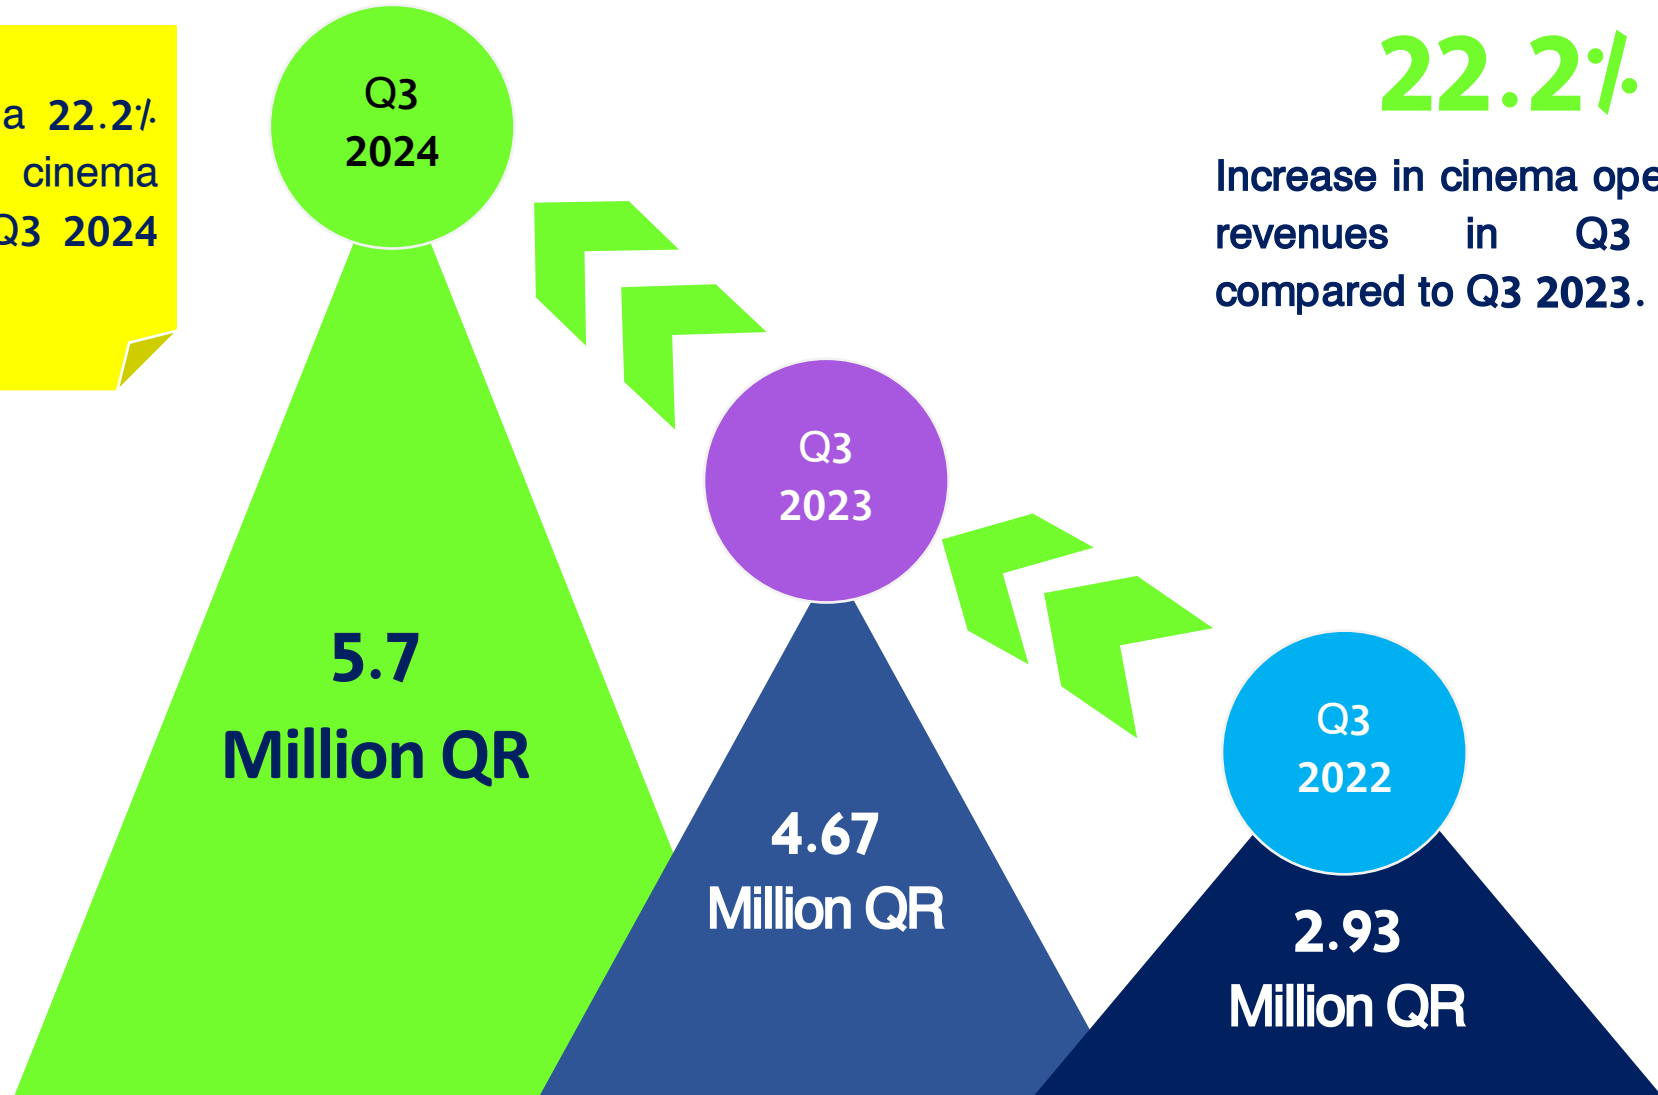 a 22.2%
cinema
Q3 2024
Q3
2024
22.2%
Increase in cinema ope
revenues in Q3
compared to Q3 2023.
Q3
2023
5.7
Million QR
Q3
2022
4.67
Million QR
2.93
Million QR